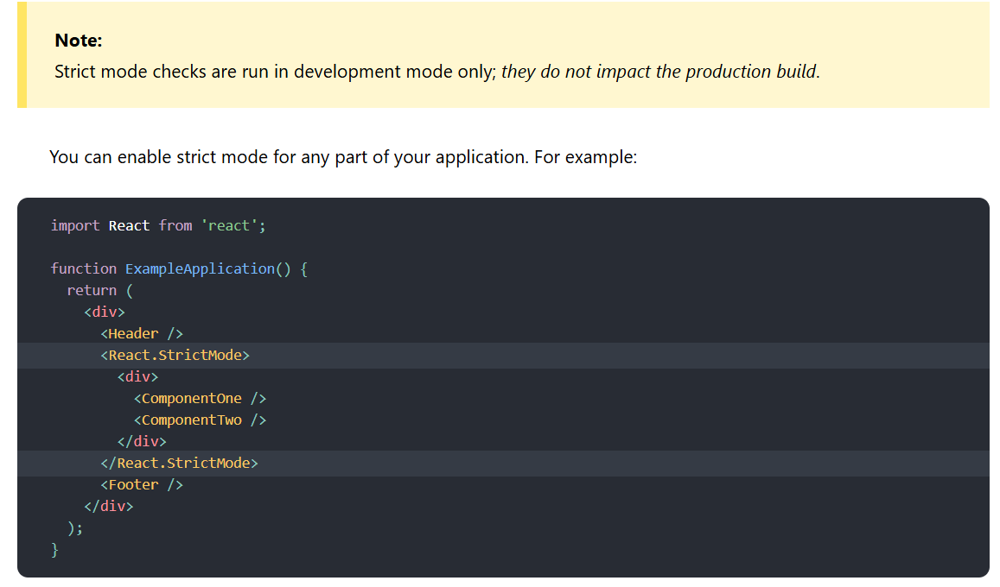 Note:
Strict mode checks are run in development mode only; they do not impact the production build.
You can enable strict mode for any part of your application. For example:
import React from 'react';
function ExampleApplication() {
  return (
    <div>
      <Header />
      <React.StrictMode>
        <div>
          <ComponentOne />
          <ComponentTwo />
        </div>
      </React.StrictMode>
      <Footer />
    </div>
  );
}